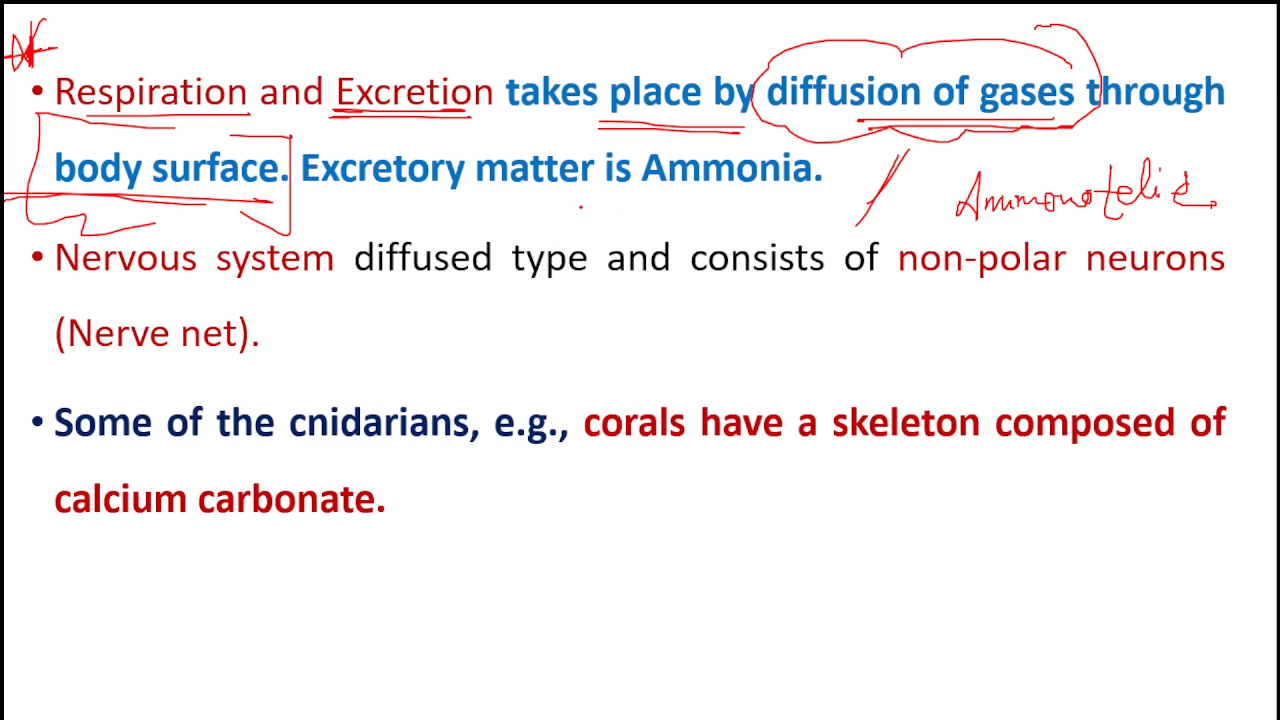 • Respiration and Excretion takes place by diffusion of gases through
body surface. Excretory matter is Ammonia.
Ammonotelic
• Nervous system diffused type and consists of non-polar neurons
(Nerve net).
• Some of the cnidarians, e.g., corals have a skeleton composed of
calcium carbonate.